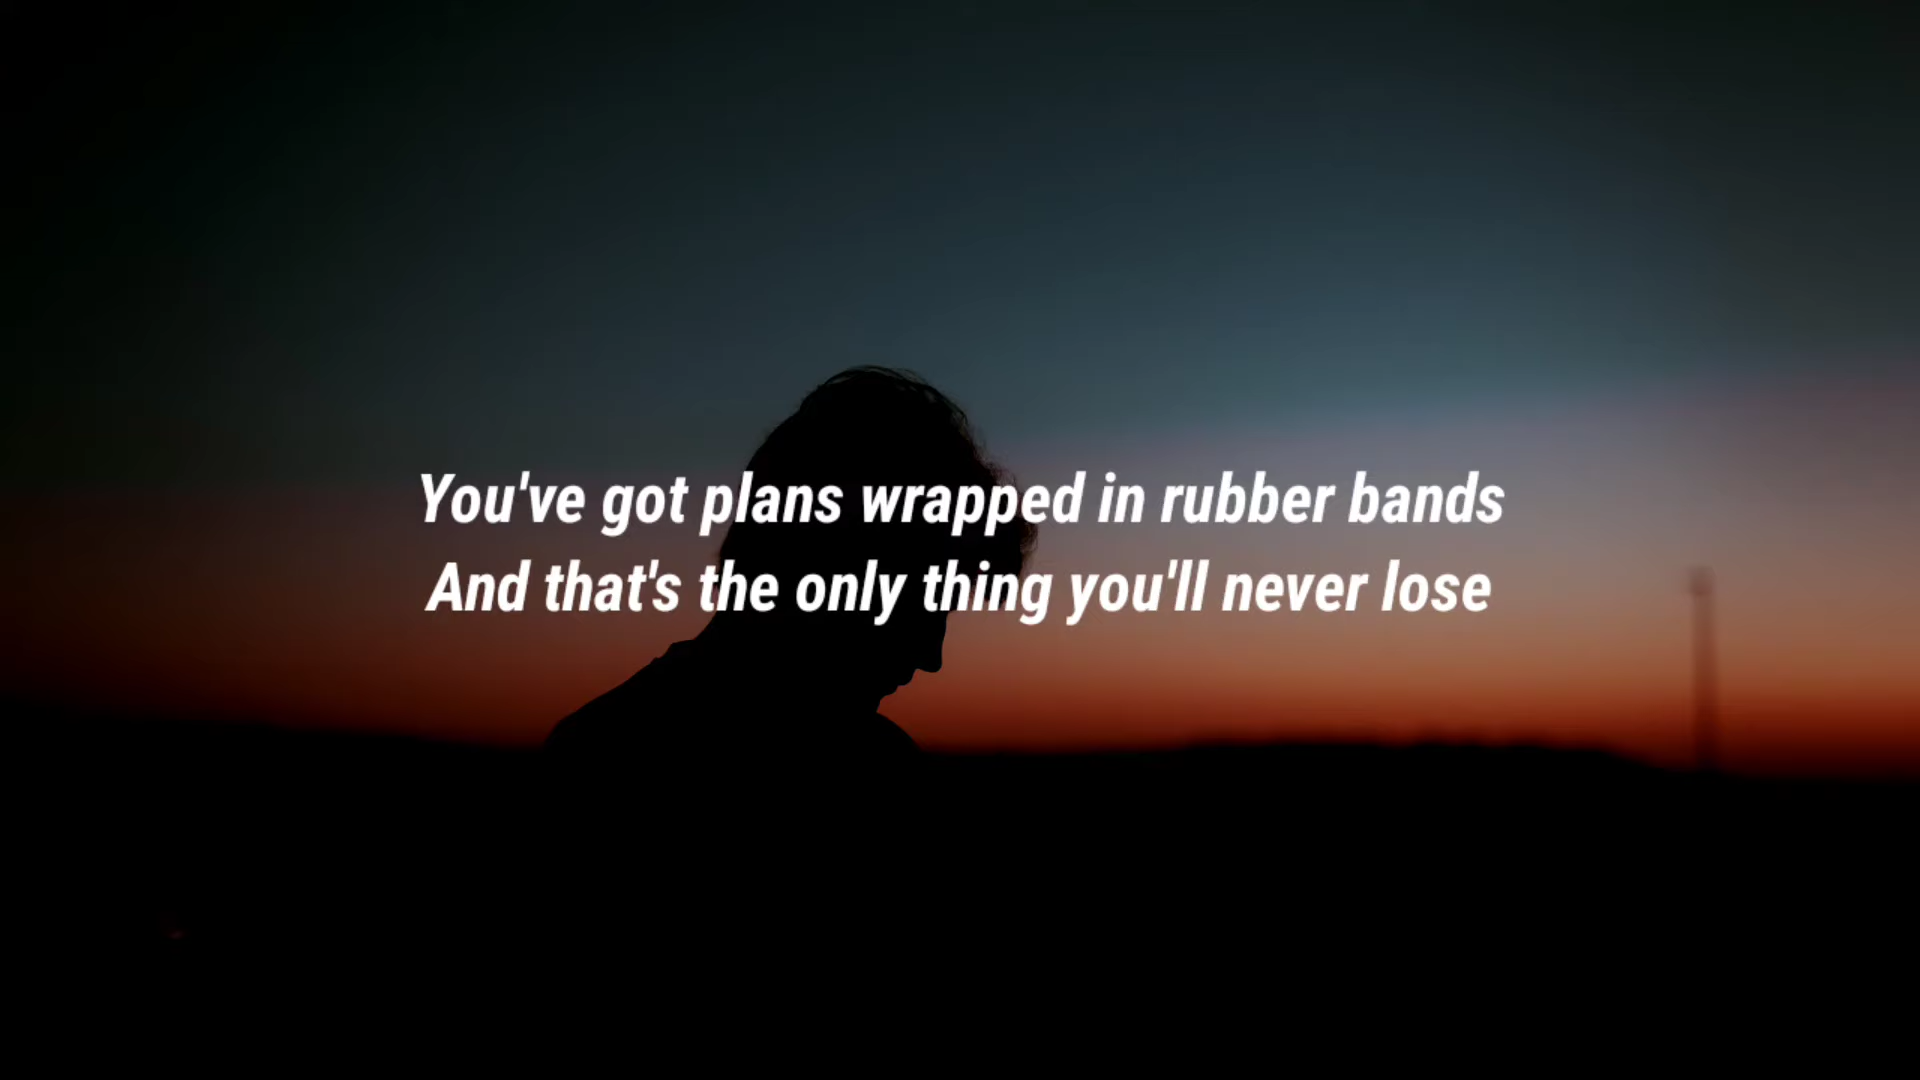 You've got plans wrapped in rubber bands
And that's the only thing you'll never lose